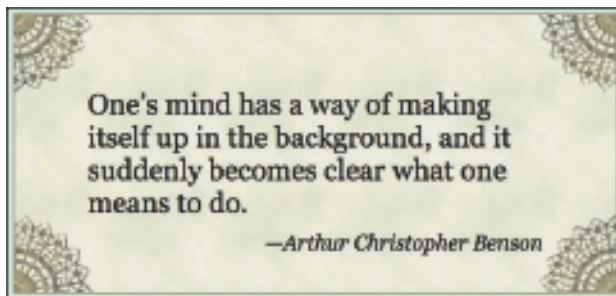 One's mind has a way of making
itself up in the background, and it
suddenly becomes clear what one
means to do.
—Arthur Christopher Benson